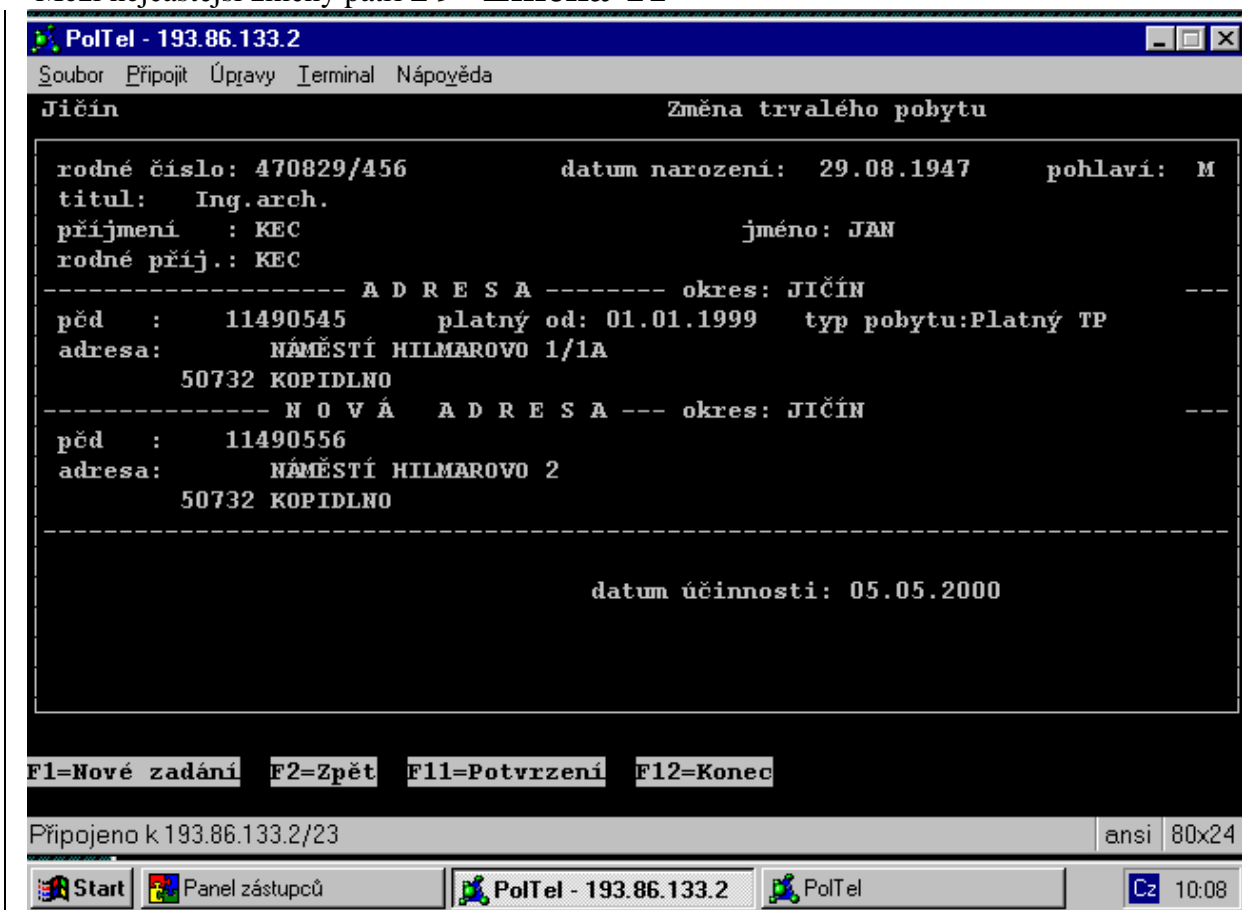 PolTel - 193.86.133.2
Soubor Připojit Úpravy Terminal Nápověda
Jičín Změna trvalého pobytu
rodné číslo: 470829/456 datum narození: 29.08.1947 pohlaví: M
titul: Ing.arch.
příjmení : KEC jméno: JAN
rodné příj.: KEC
-------------------- A D R E S A -------- okres: JIČÍN ---
pčd : 11490545 platný od: 01.01.1999 typ pobytu:Platný TP
adresa: NÁMĚSTÍ HILMAROVO 1/1A
50732 KOPIDLNO
--------------- N O V Á A D R E S A --- okres: JIČÍN ---
pčd : 11490556
adresa: NÁMĚSTÍ HILMAROVO 2
50732 KOPIDLNO
-------------------------------------------------------------------------------
datum účinnosti: 05.05.2000
F1=Nové zadání F2=Zpět F11=Potvrzení F12=Konec
Připojeno k 193.86.133.2/23 ansi 80x24
Start Panel zástupců PolTel - 193.86.133.2 PolTel Cz 10:08